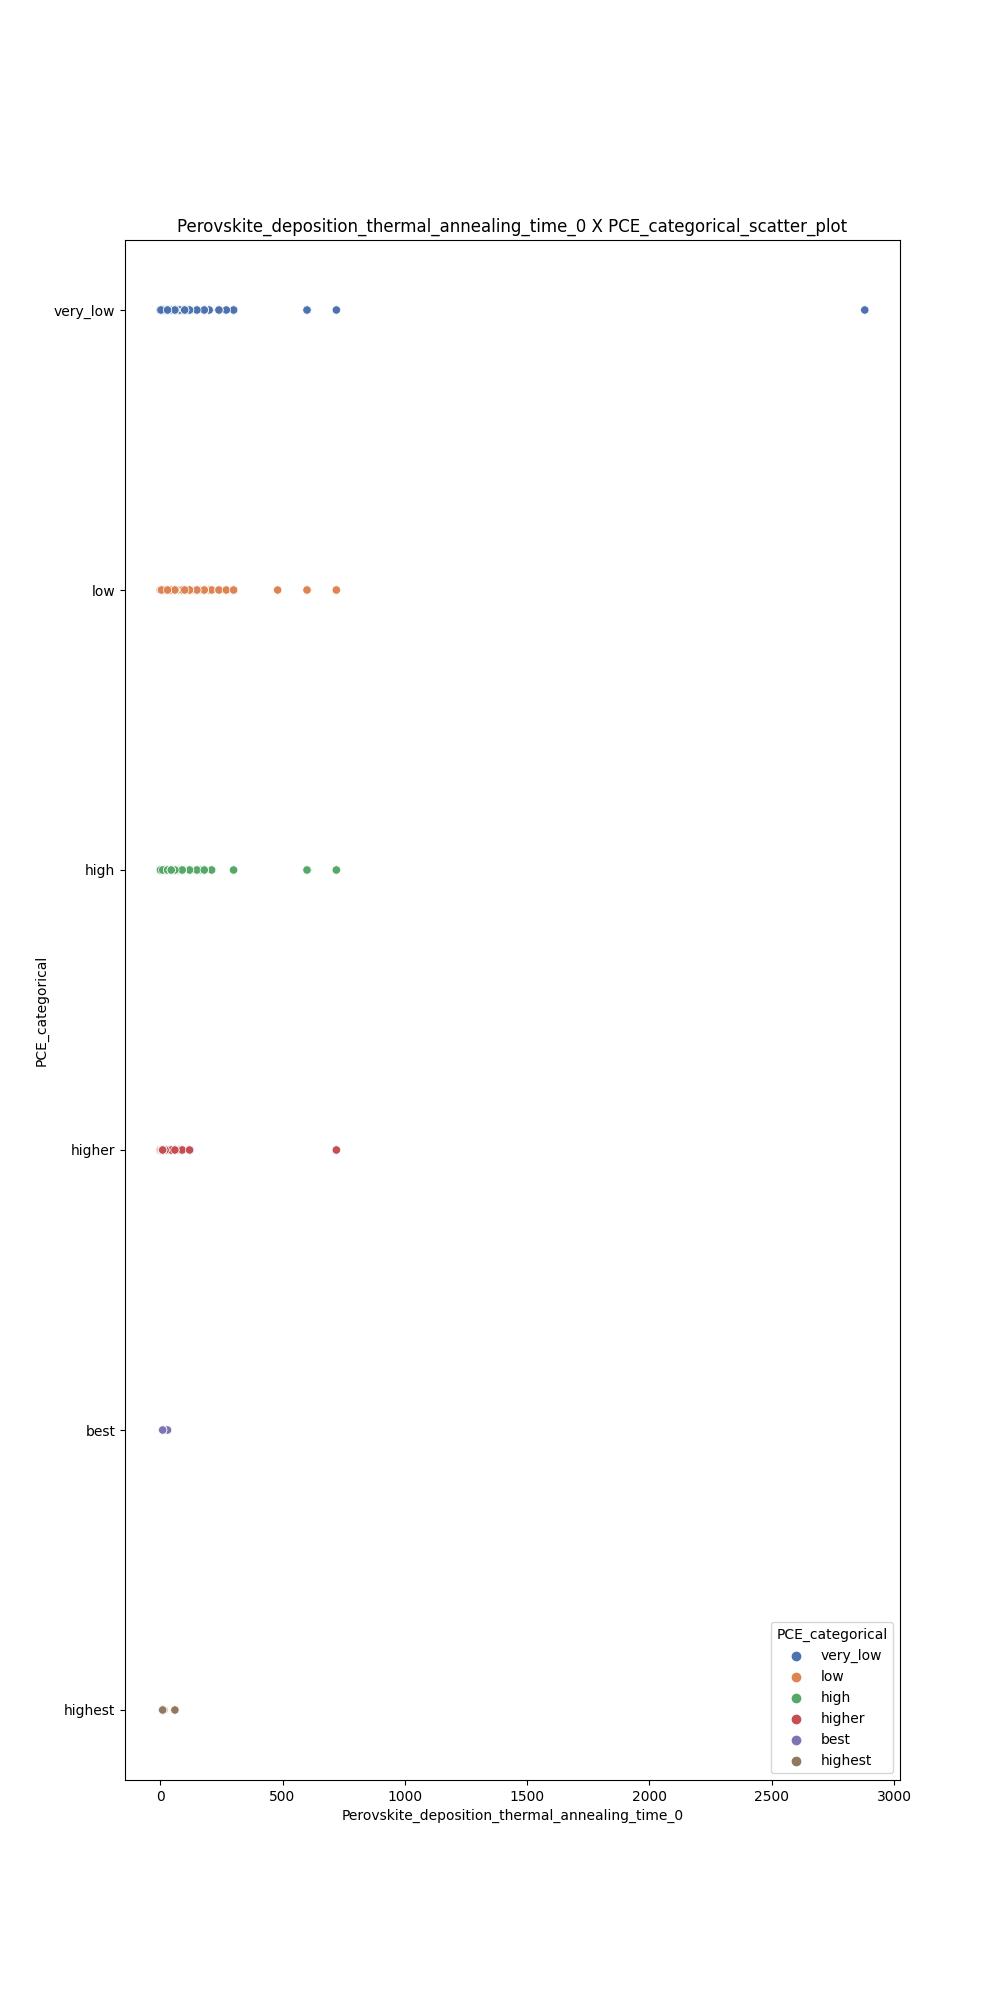 Perovskite_deposition_thermal_annealing_time_0 X PCE_categorical_scatter_plot
very_low
low
high
higher
best
highest
PCE_categorical
PCE_categorical
very_low
low
high
higher
best
highest
0 500 1000 1500 2000 2500 3000
Perovskite_deposition_thermal_annealing_time_0